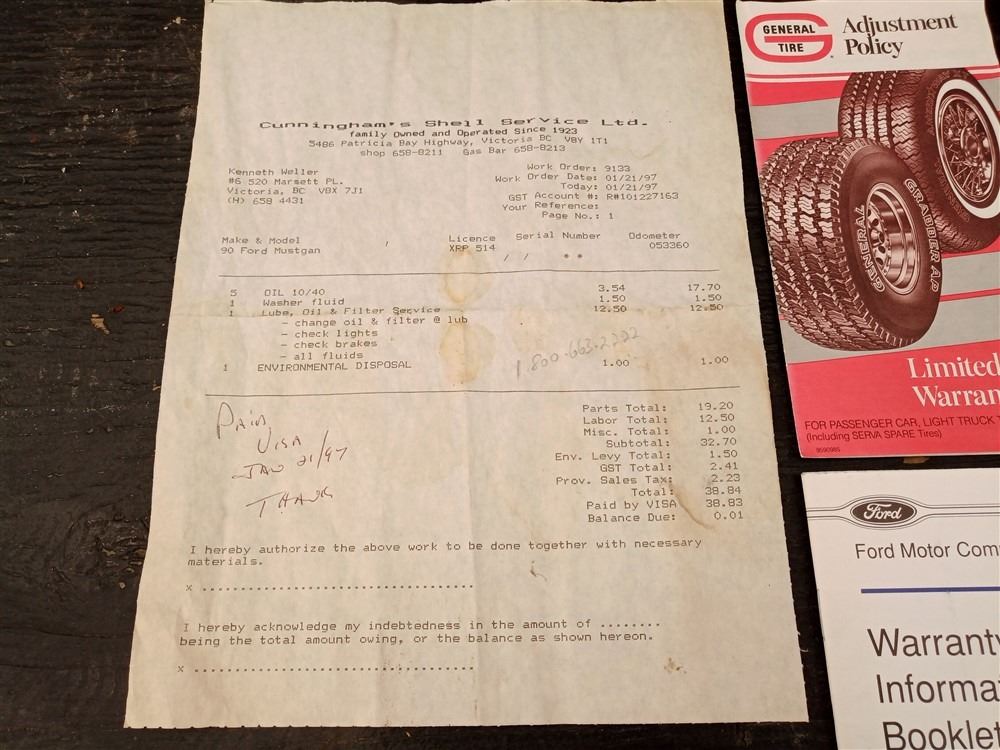 Cunningham's Shell Service Ltd.
family Owned and Operated Since 1923
5486 Patricia Bay Highway, Victoria BC V8Y 1T1
shop 658-8211 Gas Bar 658-8213
Kenneth Weller
#6 520 Marsett PL.
Victoria, BC V8X 7J1
(H) 658 4431
Work Order: 9133
Work Order Date: 01/21/97
Today: 01/21/97
GST Account #: R#101227163
Your Reference:
Page No.: 1
Make & Model Licence Serial Number Odometer
90 Ford Mustgan XRP 514 / / ** 053360
5 OIL 10/40 3.54 17.70
1 Washer fluid 1.50 1.50
1 Lube, Oil & Filter Service 12.50 12.50
- change oil & filter @ lub
- check lights
- check brakes
- all fluids
1 ENVIRONMENTAL DISPOSAL 1.00 1.00
1.800.663.2222
Parts Total: 19.20
Labor Total: 12.50
Misc. Total: 1.00
Subtotal: 32.70
Env. Levy Total: 1.50
GST Total: 2.41
Prov. Sales Tax: 2.23
Total: 38.84
Paid by VISA 38.83
Balance Due: 0.01
PAID
VISA
JAN 21/97
THANK
I hereby authorize the above work to be done together with necessary
materials.
x ..................................
I hereby acknowledge my indebtedness in the amount of ........
being the total amount owing, or the balance as shown hereon.
x ..................................
GENERAL
TIRE
Adjustment
Policy
GENERAL
GRABBER AP
Limited
Warran
FOR PASSENGER CAR, LIGHT TRUCK
(Including SERVA SPARE Tires)
Ford
Ford Motor Com
Warranty
Informa
Booklet